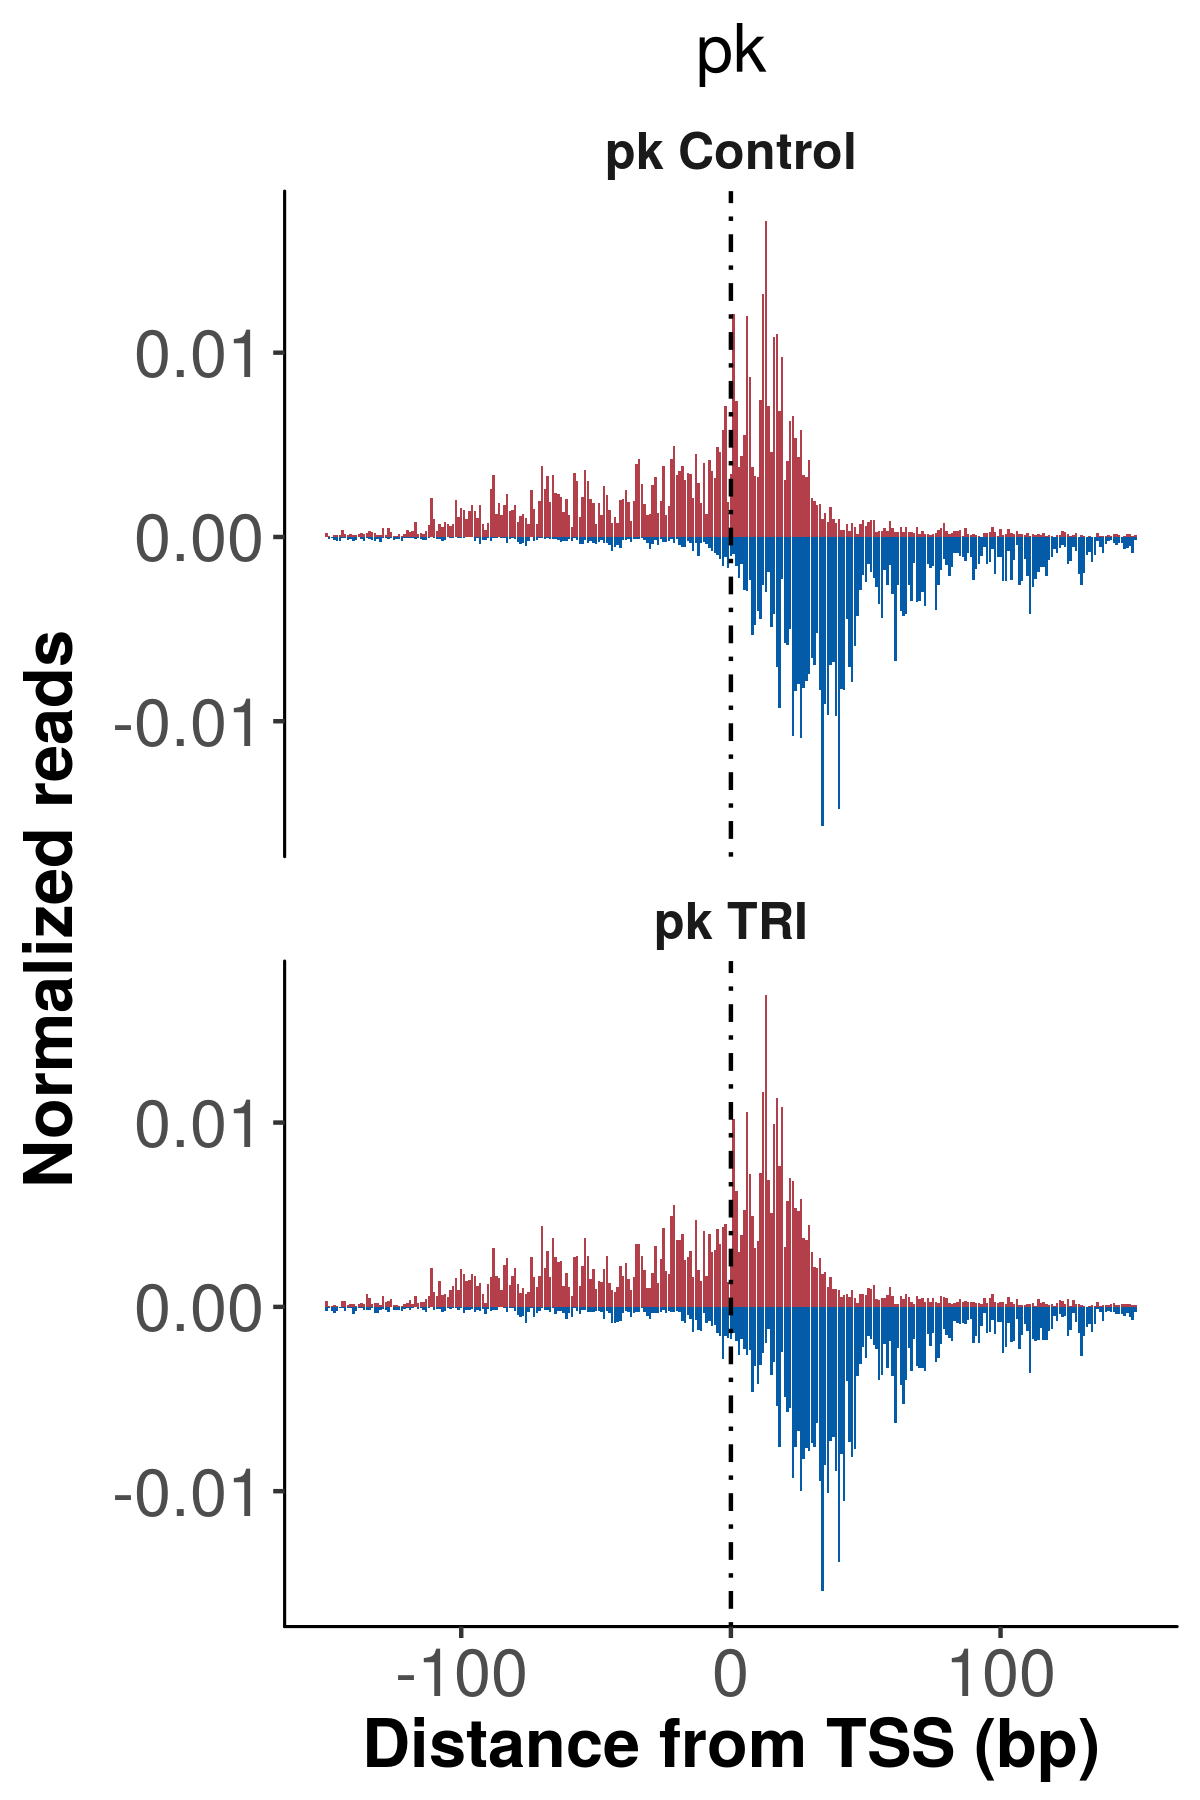 pk
pk Control
0.01
0.00
-0.01
Normalized reads
pk TRI
0.01
0.00
-0.01
-100 0 100
Distance from TSS (bp)